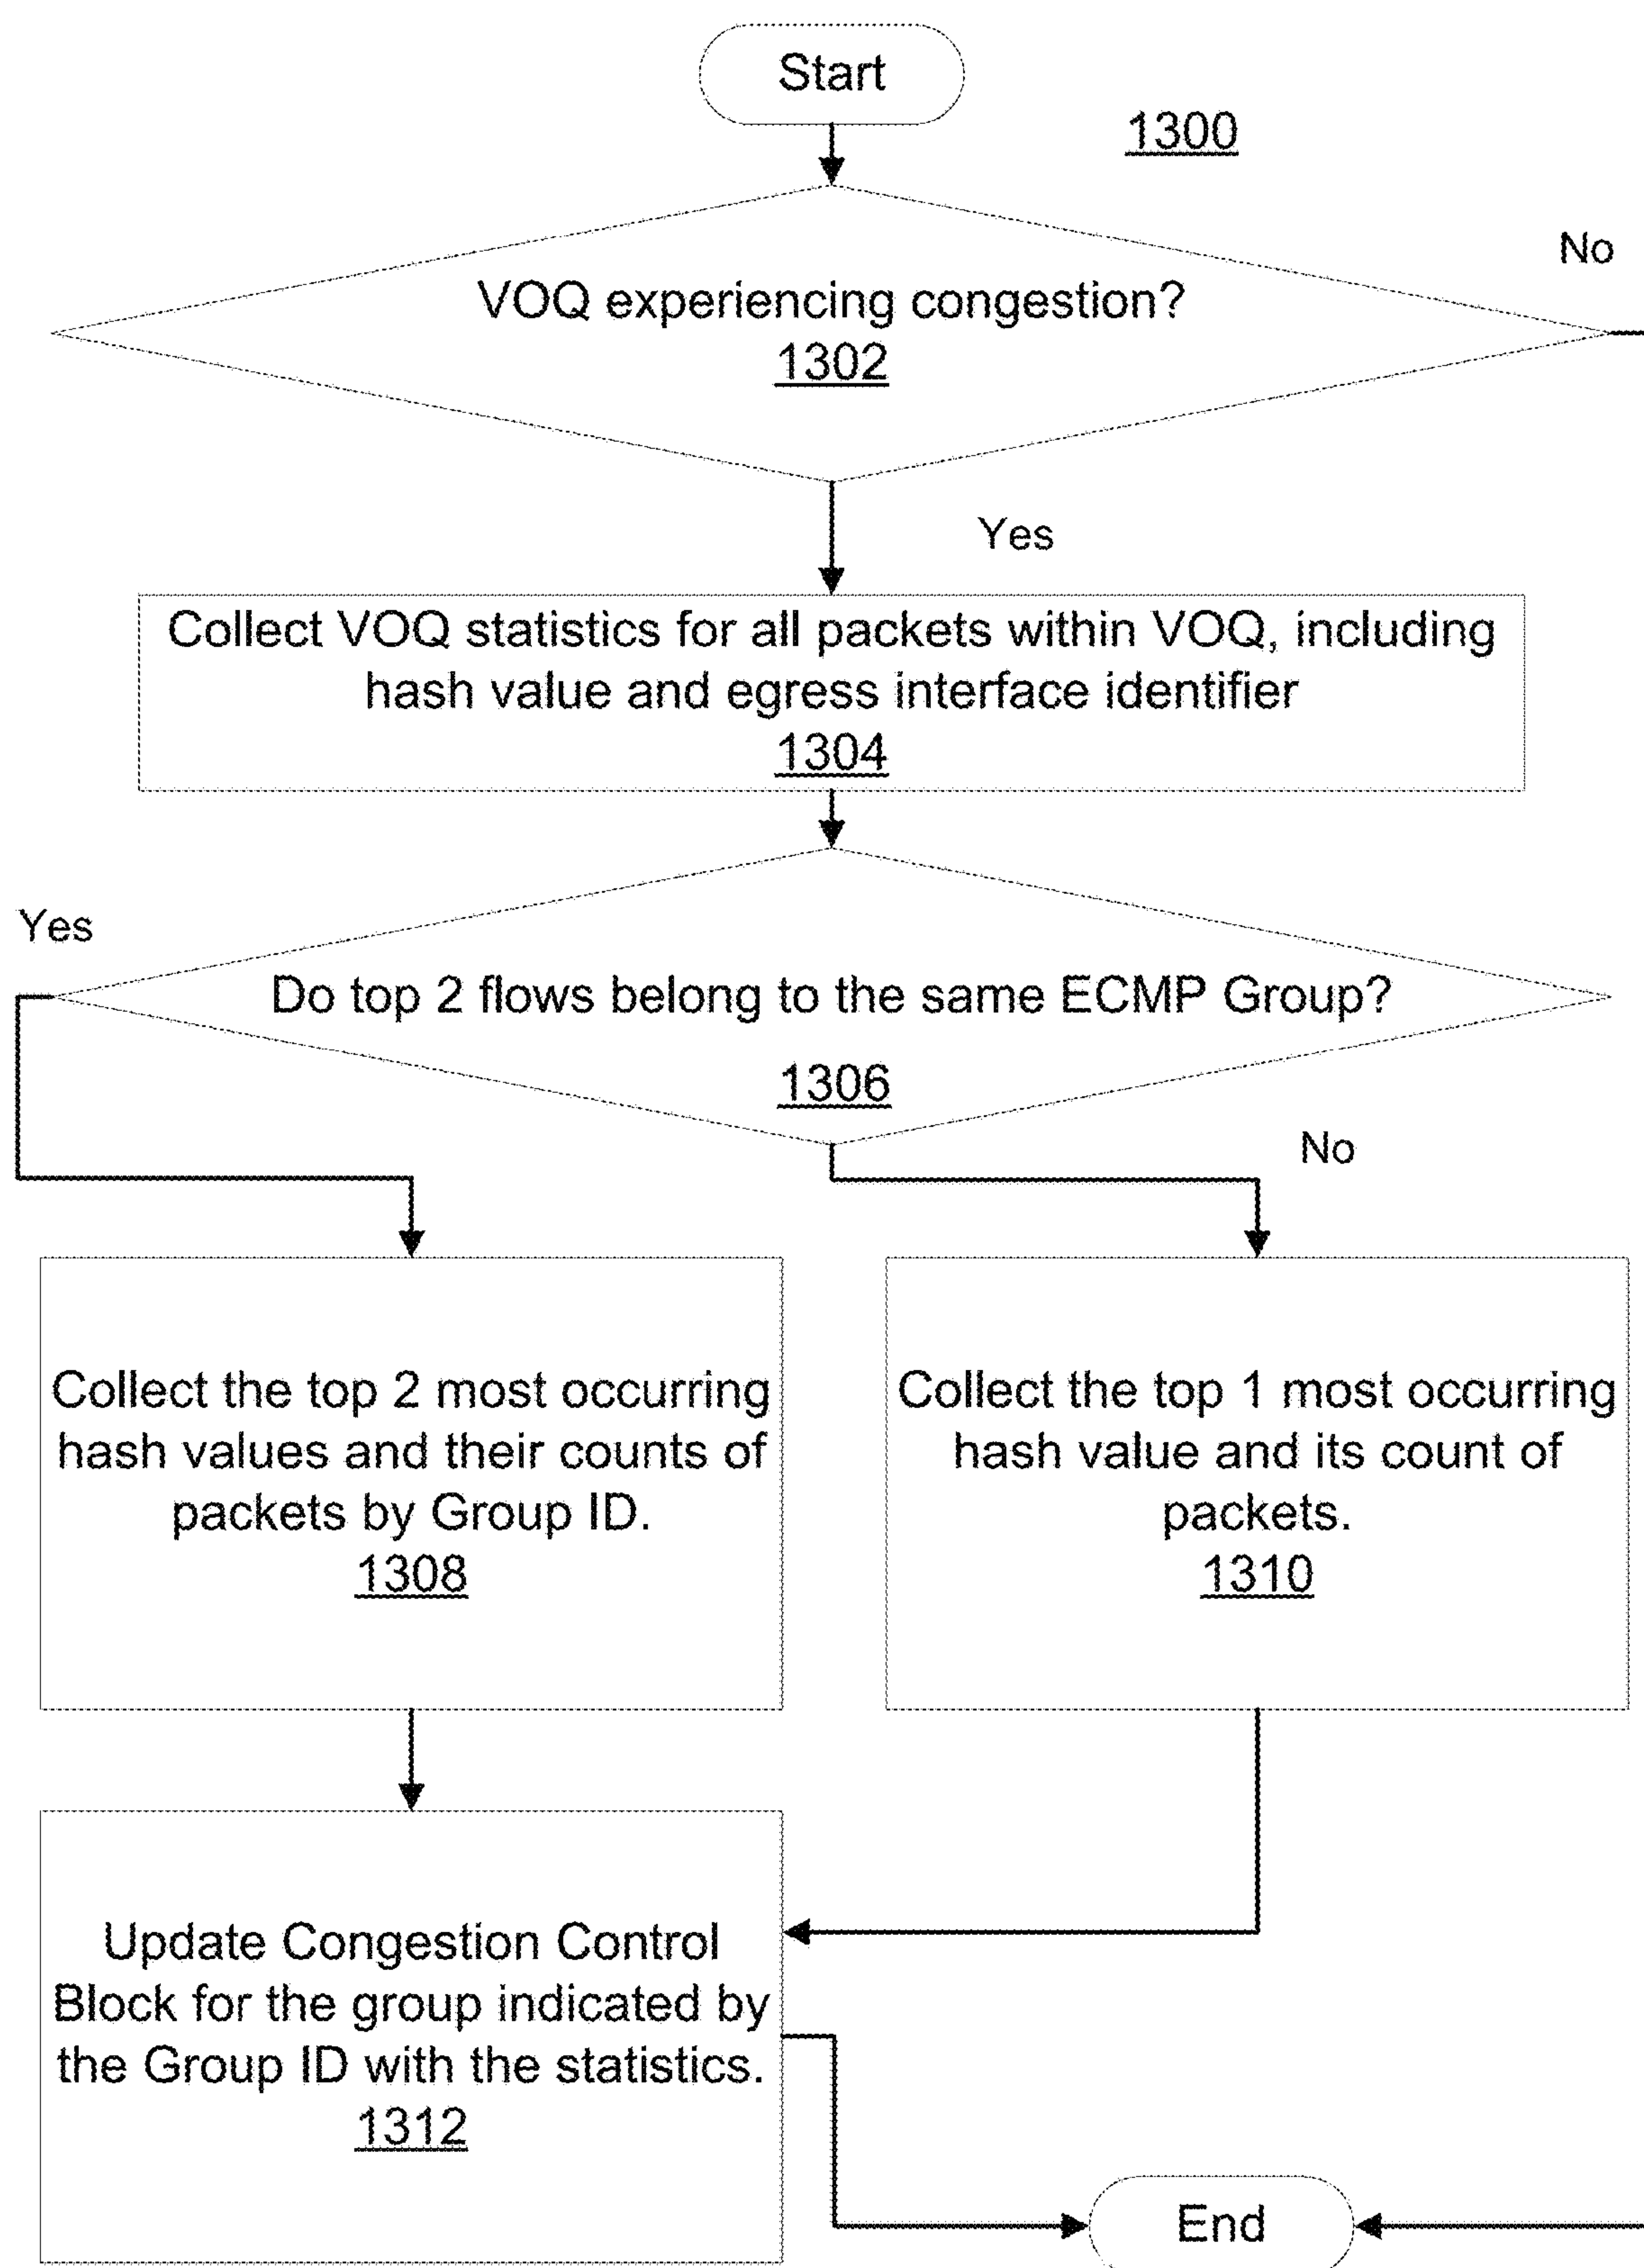 Start
1300
No
VOQ experiencing congestion?
1302
Yes
Collect VOQ statistics for all packets within VOQ, including
hash value and egress interface identifier
1304
Yes
Do top 2 flows belong to the same ECMP Group?
1306
No
Collect the top 2 most occurring
hash values and their counts of
packets by Group ID.
1308
Collect the top 1 most occurring
hash value and its count of
packets.
1310
Update Congestion Control
Block for the group indicated by
the Group ID with the statistics.
1312
End